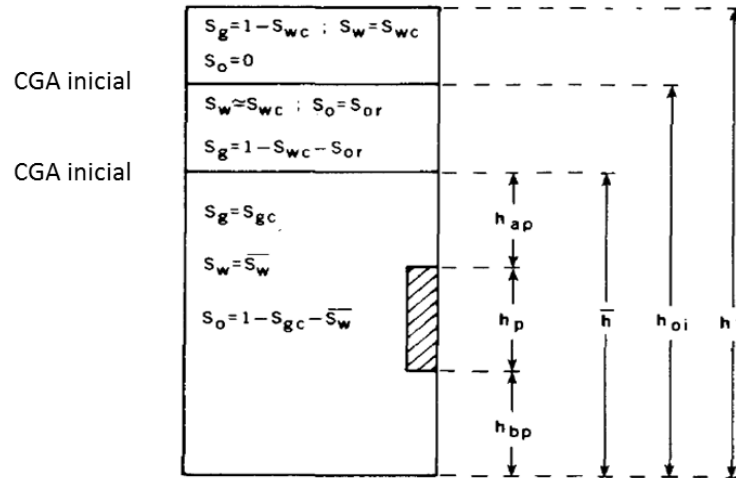 S_g=1-S_wc ; S_w=S_wc
S_o=0
CGA inicial
S_w≃S_wc ; S_o=S_or
S_g=1-S_wc-S_or
CGA inicial
S_g=S_gc
h_ap
S_w=S̅_w̅
h_p
h̅
h_oi
h
S_o=1-S_gc-S̅_w̅
h_bp